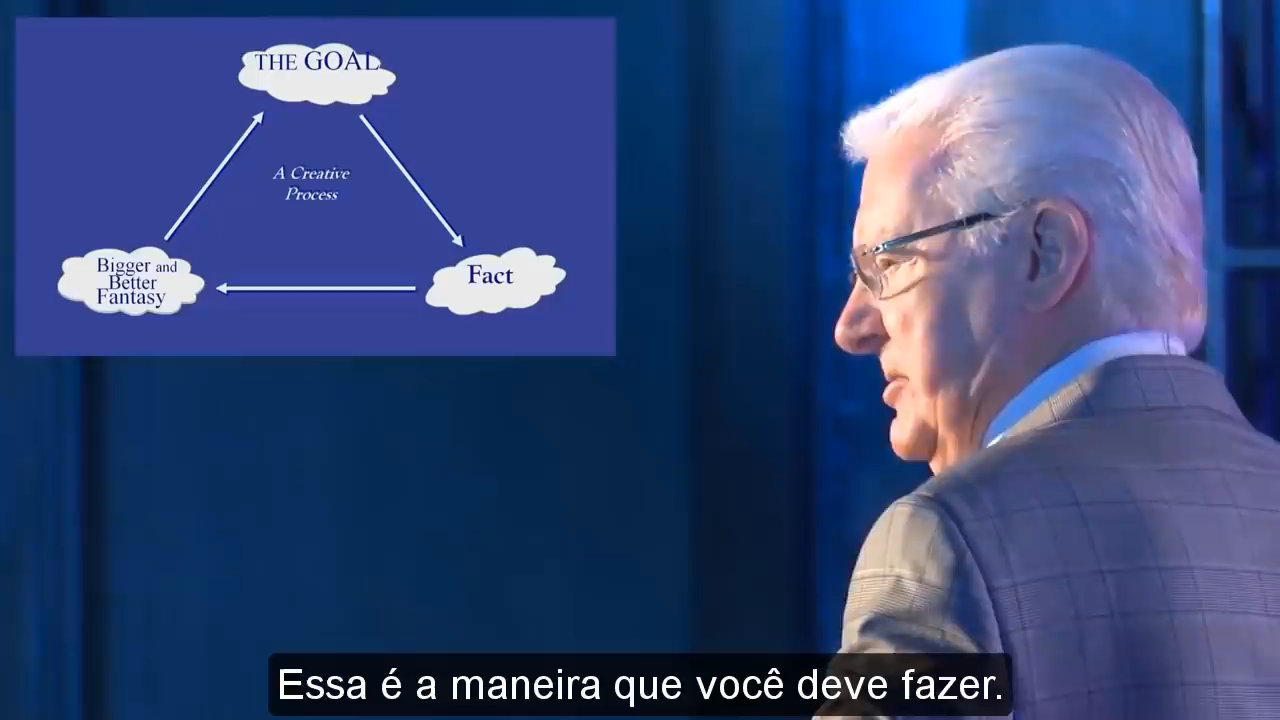 THE GOAL
A Creative
Process
Bigger and
Better
Fantasy
Fact
Essa é a maneira que você deve fazer.